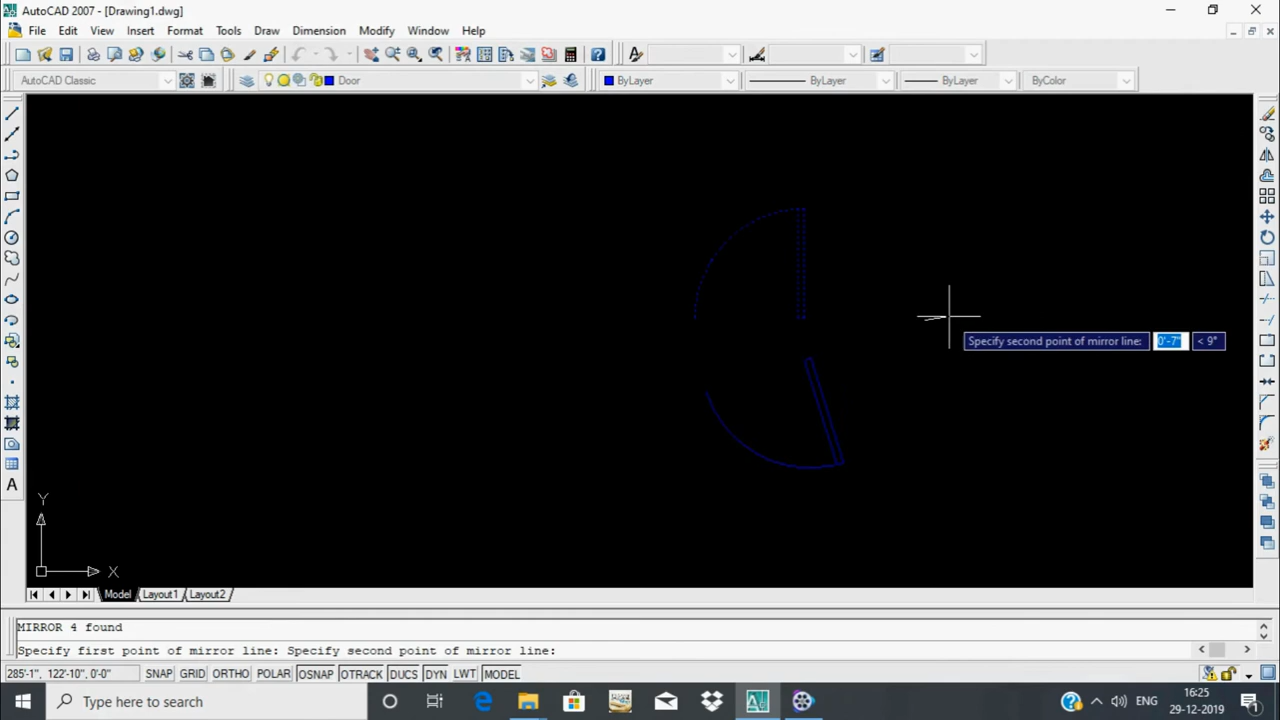 AutoCAD 2007 - [Drawing1.dwg]
File Edit View Insert Format Tools Draw Dimension Modify Window Help
AutoCAD Classic Door ByLayer ByLayer ByLayer ByColor
Specify second point of mirror line: 0'-7" < 9°
Y
X
A
Model Layout1 Layout2
MIRROR 4 found
Specify first point of mirror line: Specify second point of mirror line:
285'-1", 122'-10", 0'-0" SNAP GRID ORTHO POLAR OSNAP OTRACK DUCS DYN LWT MODEL
Type here to search ENG 16:25
29-12-2019